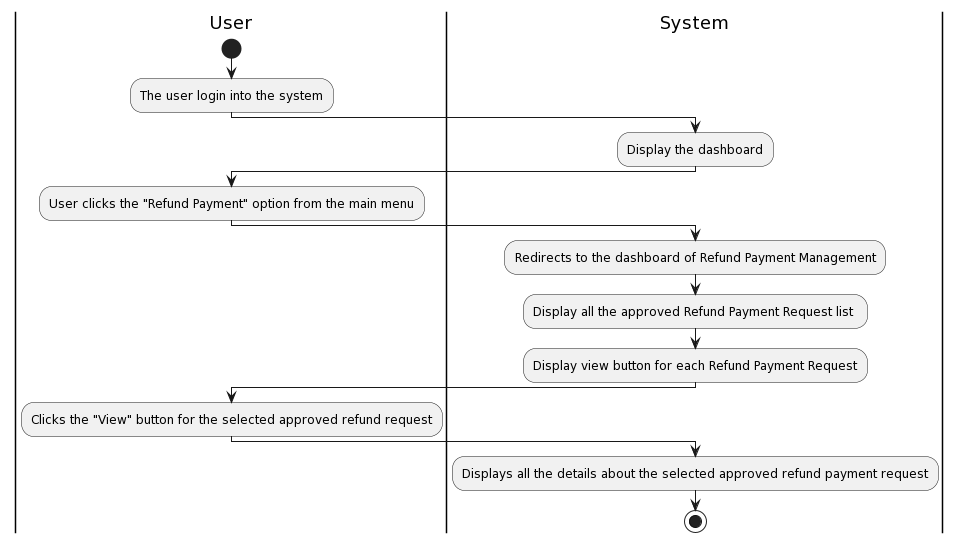 User
System
The user login into the system
Display the dashboard
User clicks the "Refund Payment" option from the main menu
Redirects to the dashboard of Refund Payment Management
Display all the approved Refund Payment Request list
Display view button for each Refund Payment Request
Clicks the "View" button for the selected approved refund request
Displays all the details about the selected approved refund payment request